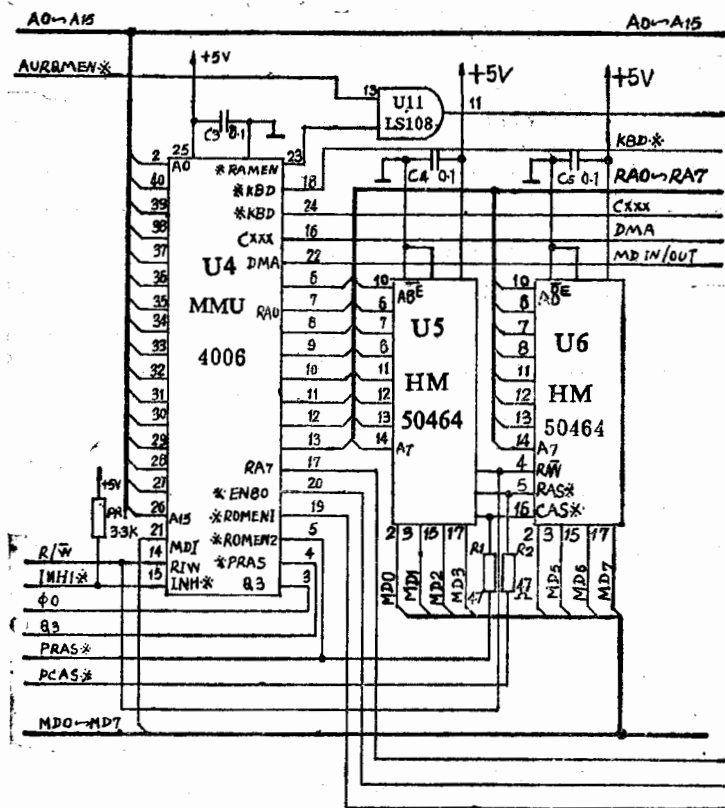 A0~A15
A0~A15
+5V
AURQMEN*
+5V
+5V
13
U11
LS108
11
C3 0.1
KBD*
25
A0
2
23
*RAMEN
C4 0.1
C5 0.1
RA0~RA7
40
*KBD
18
39
*KBD
24
CXXX
38
CXXX
16
DMA
37
U4
DMA
22
MD IN/OUT
36
6
10
10
MMU
35
RA0
7
6
6
34
8
7
U5
7
U6
33
4006
9
8
8
32
10
11
HM
11
HM
31
11
12
50464
12
50464
30
12
13
13
29
13
14
A7
14
A7
28
RA7
17
4
R/W̅
27
*EN80
20
5
RAS*
+5V
26
A15
*ROMEN1
19
16
CAS*
PR
3.3K
21
MDI
*ROMEN2
5
2
3
15
17
R1
R2
2
3
15
17
R/W̅
14
R/W
*PRAS
4
INHI*
15
INH*
Q3
3
MD0
MD1
MD2
MD3
47
47
Ω
MD5
MD6
MD7
Φ0
Q3
PRAS*
PCAS*
MD0~MD7